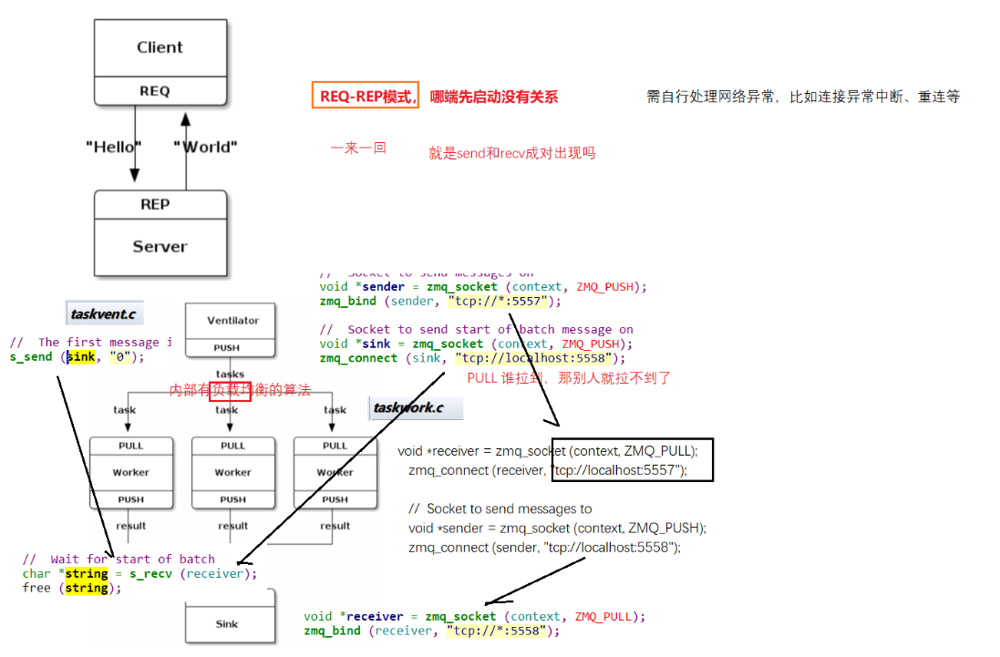 Client
REQ
REQ-REP模式， 哪端先启动没有关系
需自行处理网络异常，比如连接异常中断、重连等
"Hello"
"World"
一来一回
就是send和recv成对出现吗
REP
Server
// Socket to send messages on
void *sender = zmq_socket (context, ZMQ_PUSH);
zmq_bind (sender, "tcp://*:5557");
taskvent.c
Ventilator
PUSH
// The first message i
s_send (sink, "0");
// Socket to send start of batch message on
void *sink = zmq_socket (context, ZMQ_PUSH);
zmq_connect (sink, "tcp://localhost:5558");
tasks
PULL 谁拉到，那别人就拉不到了
内部有负载均衡的算法
taskwork.c
task
task
task
PULL
PULL
PULL
Worker
Worker
Worker
PUSH
PUSH
PUSH
void *receiver = zmq_socket (context, ZMQ_PULL);
zmq_connect (receiver, "tcp://localhost:5557");
// Socket to send messages to
void *sender = zmq_socket (context, ZMQ_PUSH);
zmq_connect (sender, "tcp://localhost:5558");
result
result
result
// Wait for start of batch
char *string = s_recv (receiver);
free (string);
Sink
void *receiver = zmq_socket (context, ZMQ_PULL);
zmq_bind (receiver, "tcp://*:5558");